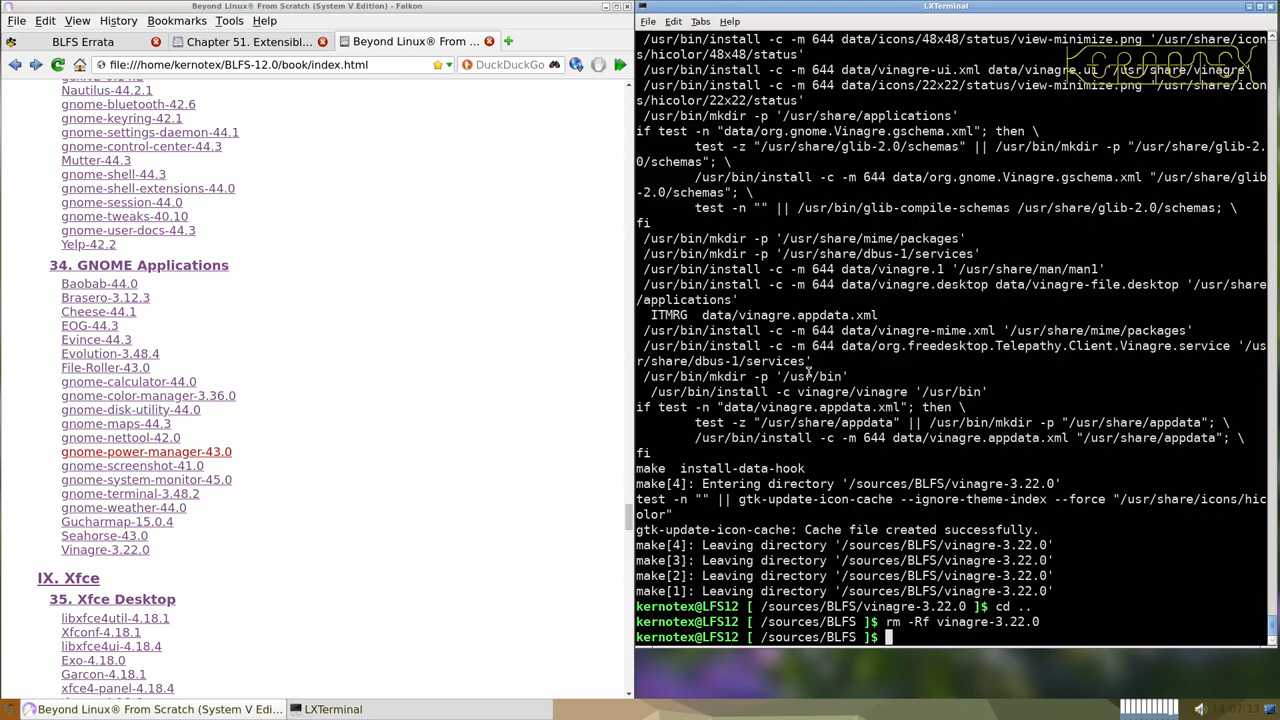 Beyond Linux® From Scratch (System V Edition) - Falkon
File Edit View History Bookmarks Tools Help
BLFS Errata
Chapter 51. Extensibl...
Beyond Linux® From ...
file:///home/kernotex/BLFS-12.0/book/index.html
DuckDuckGo
Nautilus-44.2.1
gnome-bluetooth-42.6
gnome-keyring-42.1
gnome-settings-daemon-44.1
gnome-control-center-44.3
Mutter-44.3
gnome-shell-44.3
gnome-shell-extensions-44.0
gnome-session-44.0
gnome-tweaks-40.10
gnome-user-docs-44.3
Yelp-42.2
34. GNOME Applications
Baobab-44.0
Brasero-3.12.3
Cheese-44.1
EOG-44.3
Evince-44.3
Evolution-3.48.4
File-Roller-43.0
gnome-calculator-44.0
gnome-color-manager-3.36.0
gnome-disk-utility-44.0
gnome-maps-44.3
gnome-nettool-42.0
gnome-power-manager-43.0
gnome-screenshot-41.0
gnome-system-monitor-45.0
gnome-terminal-3.48.2
gnome-weather-44.0
Gucharmap-15.0.4
Seahorse-43.0
Vinagre-3.22.0
IX. Xfce
35. Xfce Desktop
libxfce4util-4.18.1
Xfconf-4.18.1
libxfce4ui-4.18.4
Exo-4.18.0
Garcon-4.18.1
xfce4-panel-4.18.4
LXTerminal
File Edit Tabs Help
/usr/bin/install -c -m 644 data/icons/48x48/status/view-minimize.png '/usr/share/icon
s/hicolor/48x48/status'
/usr/bin/install -c -m 644 data/vinagre-ui.xml data/vinagre.ui '/usr/share/vinagre'
/usr/bin/install -c -m 644 data/icons/22x22/status/view-minimize.png '/usr/share/icon
s/hicolor/22x22/status'
/usr/bin/mkdir -p '/usr/share/applications'
if test -n "data/org.gnome.Vinagre.gschema.xml"; then \
test -z "/usr/share/glib-2.0/schemas" || /usr/bin/mkdir -p "/usr/share/glib-2.
0/schemas"; \
/usr/bin/install -c -m 644 data/org.gnome.Vinagre.gschema.xml "/usr/share/glib
-2.0/schemas"; \
test -n "" || /usr/bin/glib-compile-schemas /usr/share/glib-2.0/schemas; \
fi
/usr/bin/mkdir -p '/usr/share/mime/packages'
/usr/bin/mkdir -p '/usr/share/dbus-1/services'
/usr/bin/install -c -m 644 data/vinagre.1 '/usr/share/man/man1'
/usr/bin/install -c -m 644 data/vinagre.desktop data/vinagre-file.desktop '/usr/share
/applications'
ITMRG data/vinagre.appdata.xml
/usr/bin/install -c -m 644 data/vinagre-mime.xml '/usr/share/mime/packages'
/usr/bin/install -c -m 644 data/org.freedesktop.Telepathy.Client.Vinagre.service '/us
r/share/dbus-1/services'
/usr/bin/mkdir -p '/usr/bin'
/usr/bin/install -c vinagre/vinagre '/usr/bin'
if test -n "data/vinagre.appdata.xml"; then \
test -z "/usr/share/appdata" || /usr/bin/mkdir -p "/usr/share/appdata"; \
/usr/bin/install -c -m 644 data/vinagre.appdata.xml "/usr/share/appdata"; \
fi
make install-data-hook
make[4]: Entering directory '/sources/BLFS/vinagre-3.22.0'
test -n "" || gtk-update-icon-cache --ignore-theme-index --force "/usr/share/icons/hic
olor"
gtk-update-icon-cache: Cache file created successfully.
make[4]: Leaving directory '/sources/BLFS/vinagre-3.22.0'
make[3]: Leaving directory '/sources/BLFS/vinagre-3.22.0'
make[2]: Leaving directory '/sources/BLFS/vinagre-3.22.0'
make[1]: Leaving directory '/sources/BLFS/vinagre-3.22.0'
kernotex@LFS12 [ /sources/BLFS/vinagre-3.22.0 ]$ cd ..
kernotex@LFS12 [ /sources/BLFS ]$ rm -Rf vinagre-3.22.0
kernotex@LFS12 [ /sources/BLFS ]$
KERNOTEX
Beyond Linux® From Scratch (System V Edi...
LXTerminal
14:07:13